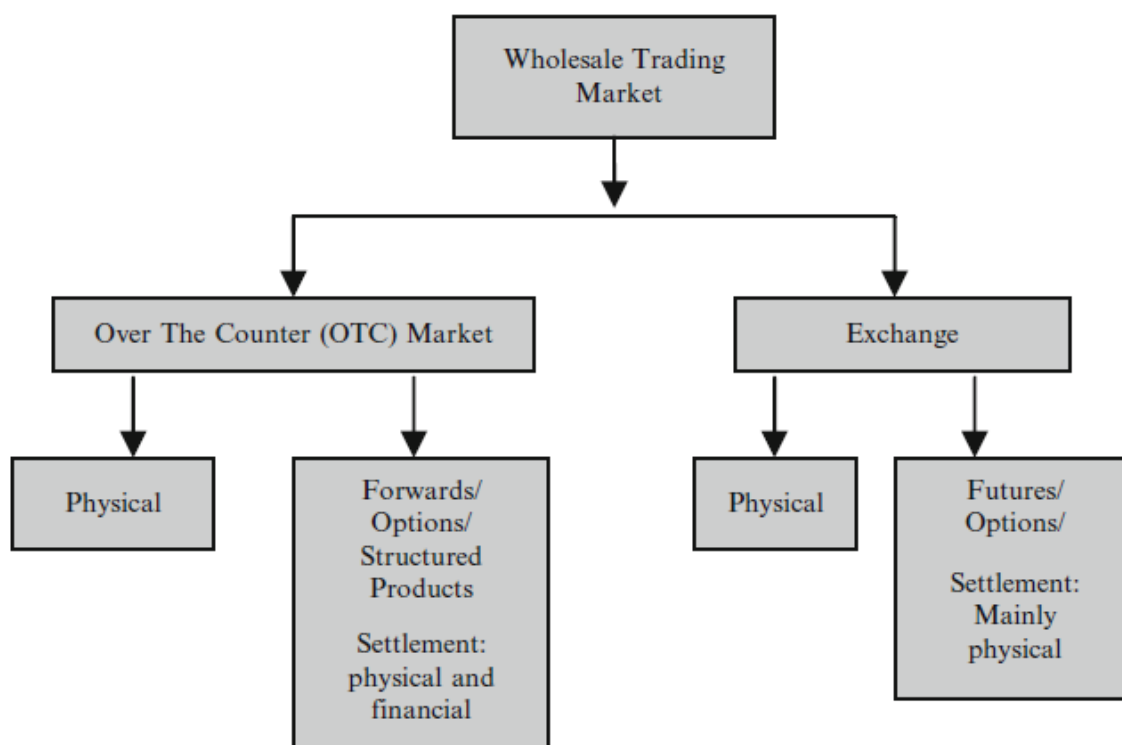 Wholesale Trading
Market
Over The Counter (OTC) Market
Exchange
Physical
Forwards/
Options/
Structured
Products
Settlement:
physical and
financial
Physical
Futures/
Options/
Settlement:
Mainly
physical